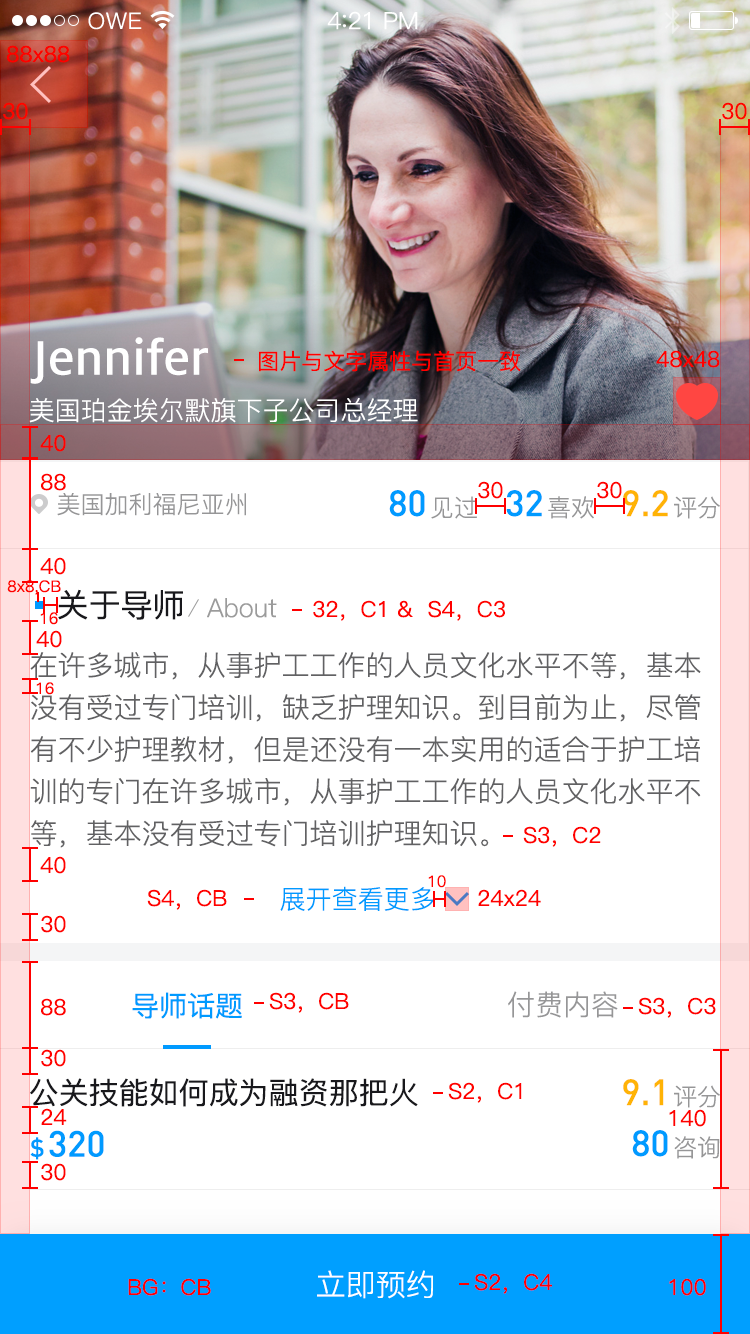 OWE 4:21 PM
88x88
30 30
Jennifer - 图片与文字属性与首页一致 48x48
美国珀金埃尔默旗下子公司总经理
40
88
美国加利福尼亚州 80 见过 30 32 喜欢 30 9.2 评分
40
8x8,CB
关于导师 / About - 32，C1 & S4，C3
16
40
在许多城市，从事护工工作的人员文化水平不等，基本
16
没有受过专门培训，缺乏护理知识。到目前为止，尽管
有不少护理教材，但是还没有一本实用的适合于护工培
训的专门在许多城市，从事护工工作的人员文化水平不
等，基本没有受过专门培训护理知识。- S3，C2
40
S4，CB - 展开查看更多 10 24x24
30
88 导师话题 -S3，CB 付费内容 -S3，C3
30
公关技能如何成为融资那把火 -S2，C1 9.1 评分
24 140
$320 80 咨询
30
BG：CB 立即预约 -S2，C4 100